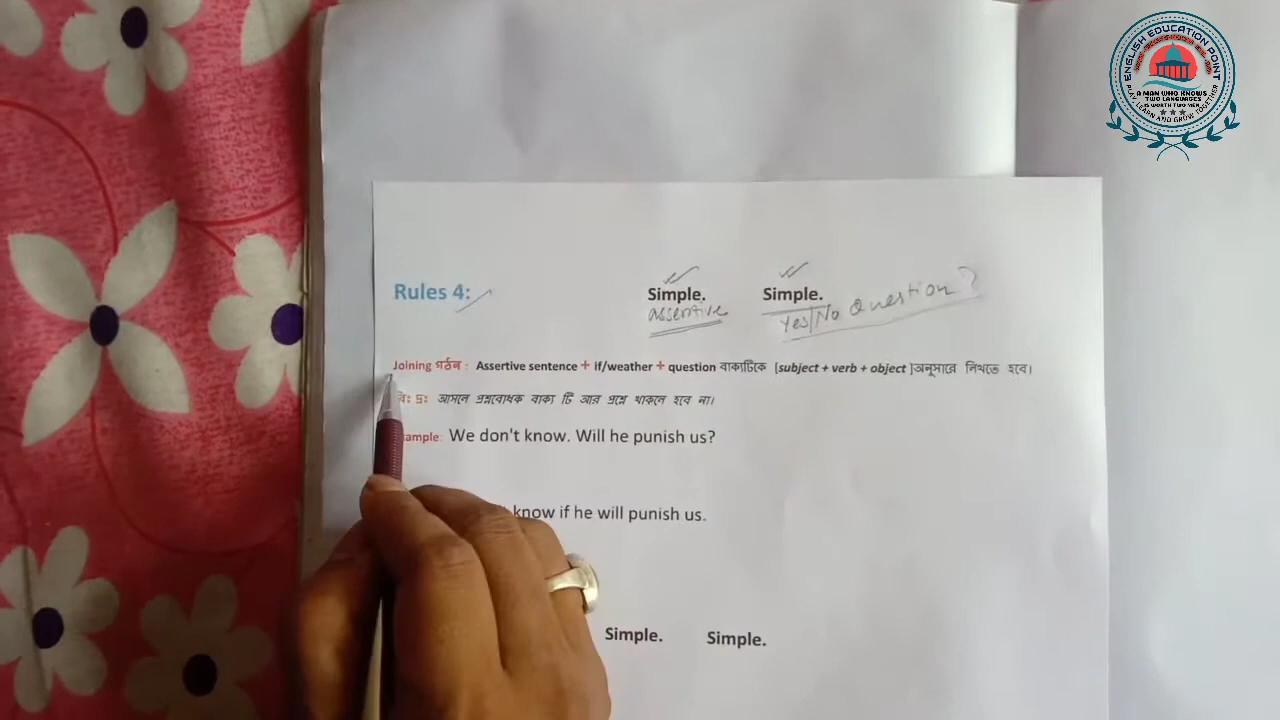 ENGLISH EDUCATION POINT
A MAN WHO KNOWS
TWO LANGUAGES
IS WORTH TWO MEN
PLAY, LEARN AND GROW TOGETHER
Rules 4:
Simple. Simple.
assertive Yes/No Question?
Joining গঠন : Assertive sentence + if/weather + question বাক্যটিকে [subject + verb + object ]অনুসারে লিখতে হবে।
বিঃ দ্রঃ আসলে প্রশ্নবোধক বাক্য টি আর প্রশ্নে থাকলে হবে না।
ample: We don't know. Will he punish us?
know if he will punish us.
Simple. Simple.